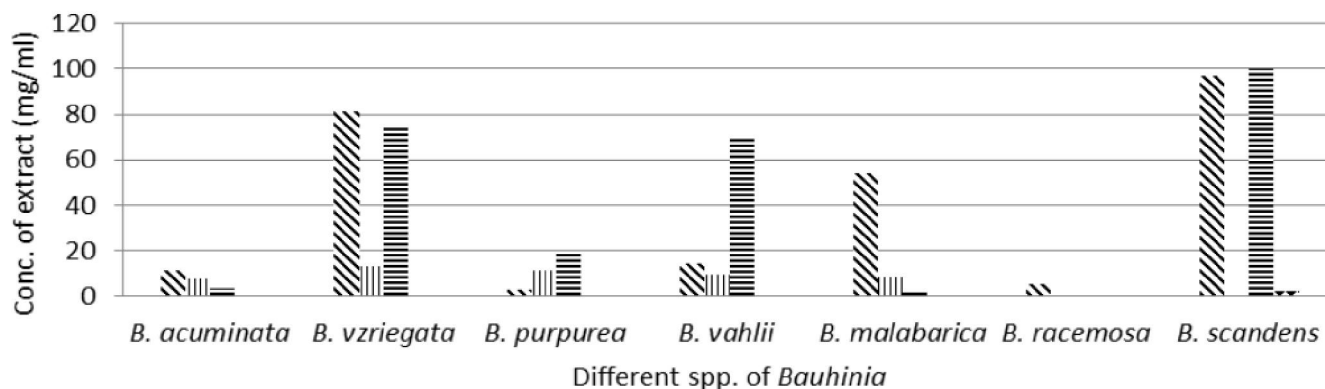 Conc. of extract (mg/ml)
120
100
80
60
40
20
0
B. acuminata B. vzriegata B. purpurea B. vahlii B. malabarica B. racemosa B. scandens
Different spp. of Bauhinia